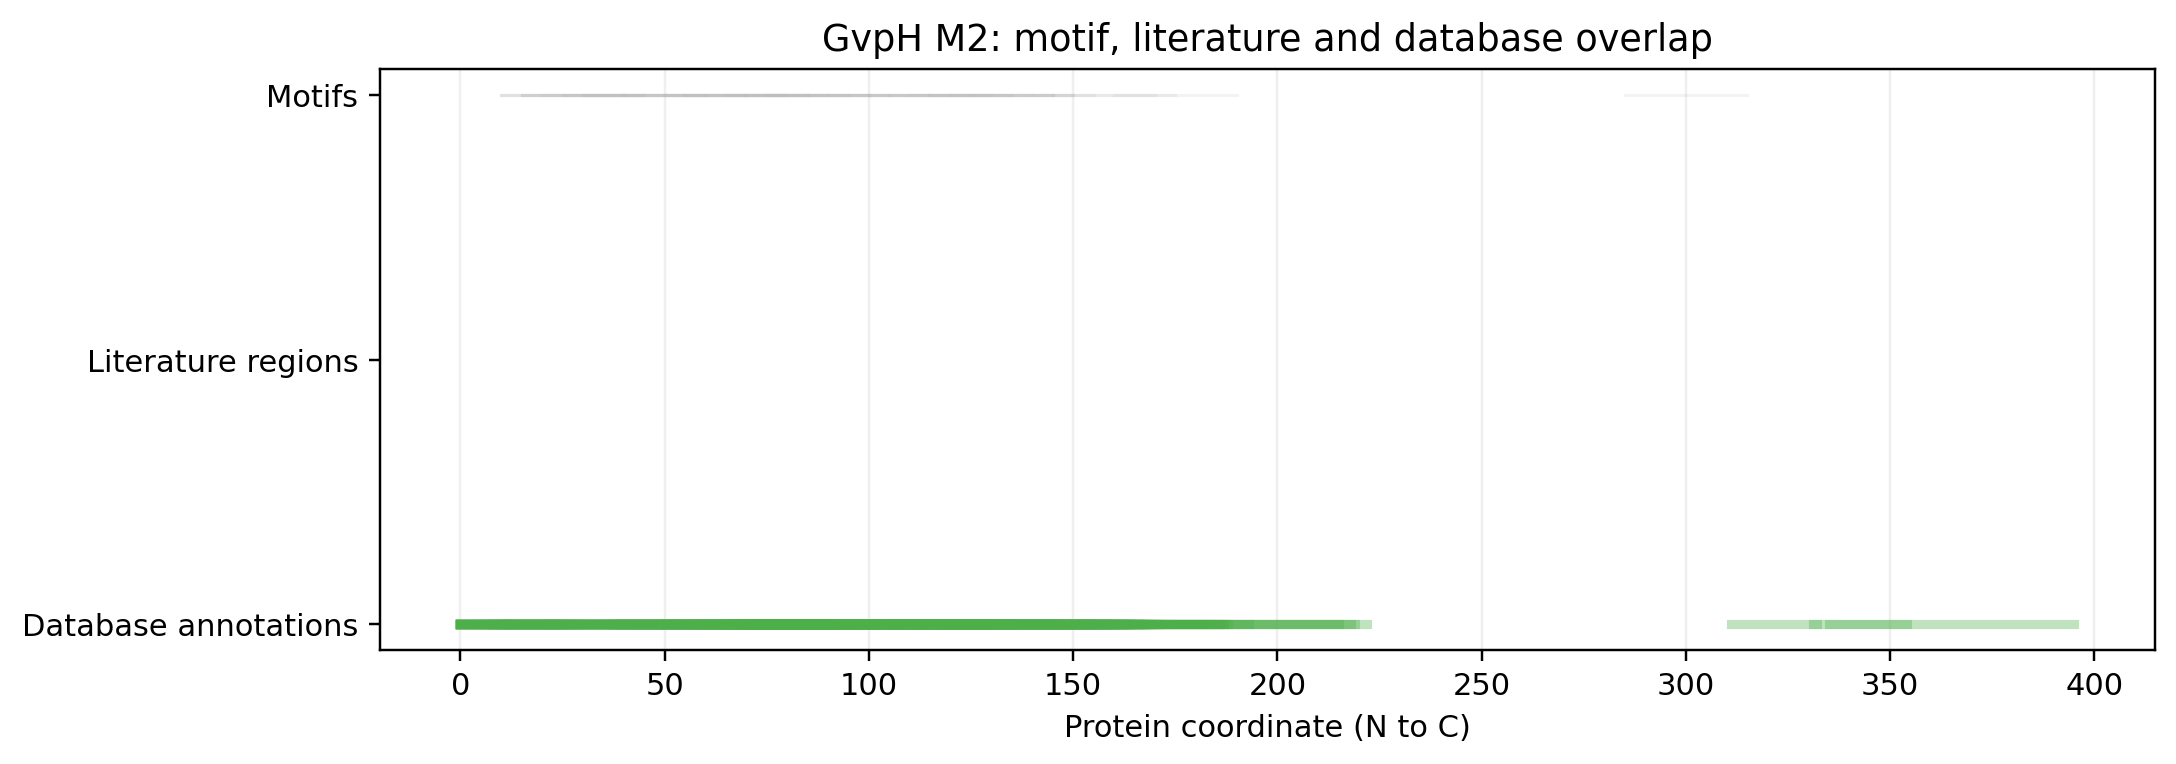 GvpH M2: motif, literature and database overlap
Motifs
Literature regions
Database annotations
0 50 100 150 200 250 300 350 400
Protein coordinate (N to C)